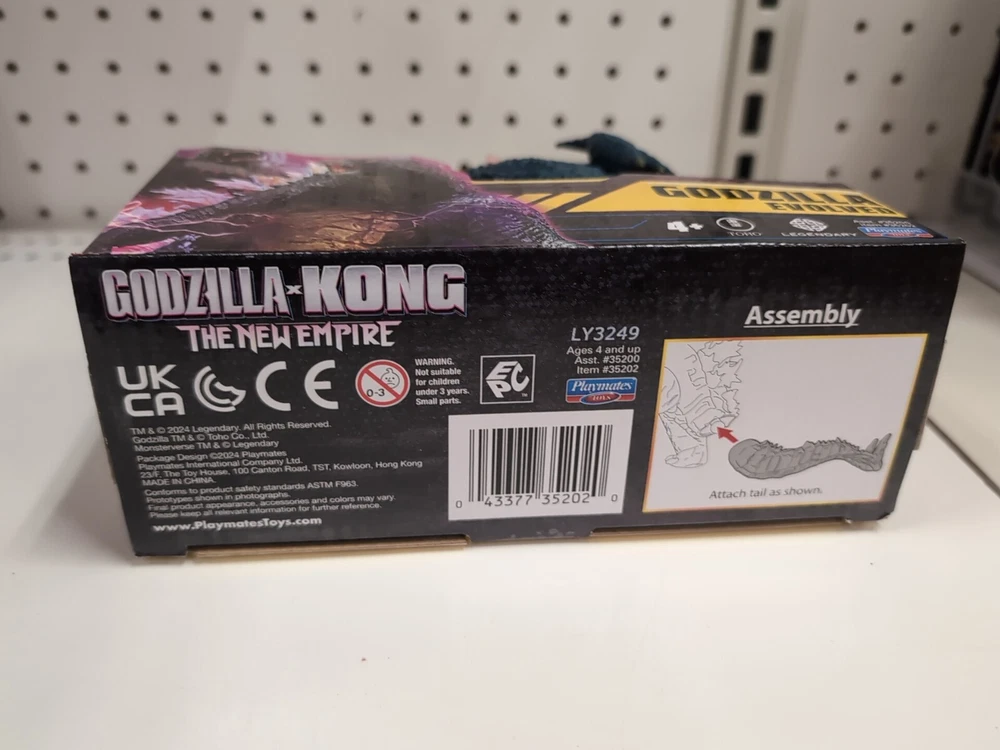 GODZILLA
4+
TOHO
LEGENDARY
Playmates
GODZILLA x KONG
THE NEW EMPIRE
UK
CA
CE
0-3
WARNING.
Not suitable
for children
under 3 years.
Small parts.
EPC
TM
LY3249
Ages 4 and up
Asst. #35200
Item #35202
Playmates
TOYS
TM & © 2024 Legendary. All Rights Reserved.
Godzilla TM & © Toho Co., Ltd.
Monsterverse TM & © Legendary
Package Design ©2024 Playmates
Playmates International Company Ltd.
23/F, The Toy House, 100 Canton Road, TST, Kowloon, Hong Kong
MADE IN CHINA.
Conforms to product safety standards ASTM F963.
Prototypes shown in photographs.
Final product appearance, accessories and colors may vary.
Please keep all relevant information for further reference.
www.PlaymatesToys.com
0 43377 35202 0
Assembly
Attach tail as shown.